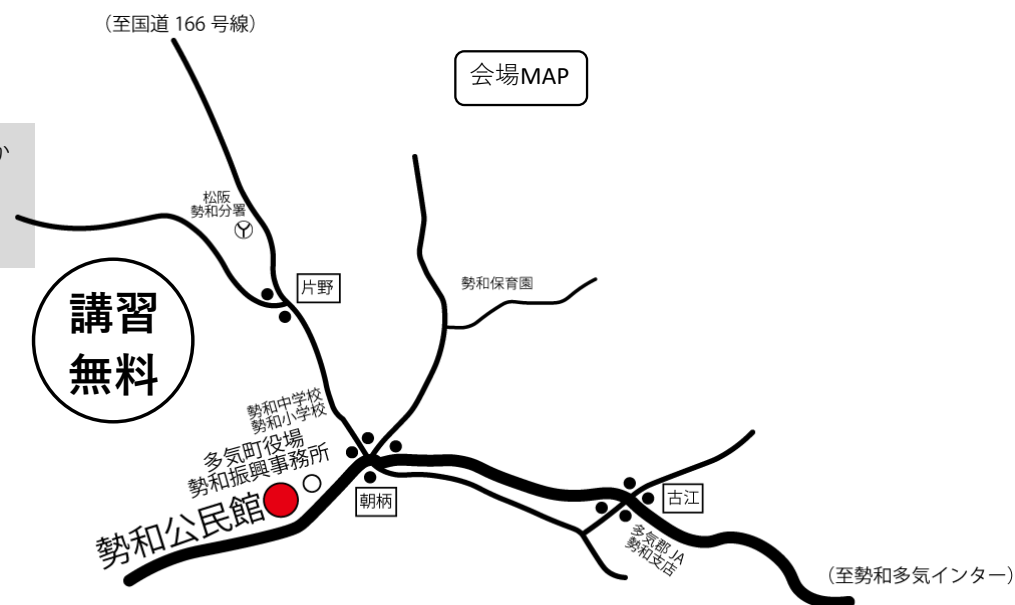 （至国道 166 号線）
会場MAP
か
松阪
勢和分署
片野
勢和保育園
講習
無料
勢和中学校
勢和小学校
多気町役場
勢和振興事務所
勢和公民館
朝柄
古江
多気郡 JA
勢和支店
（至勢和多気インター）